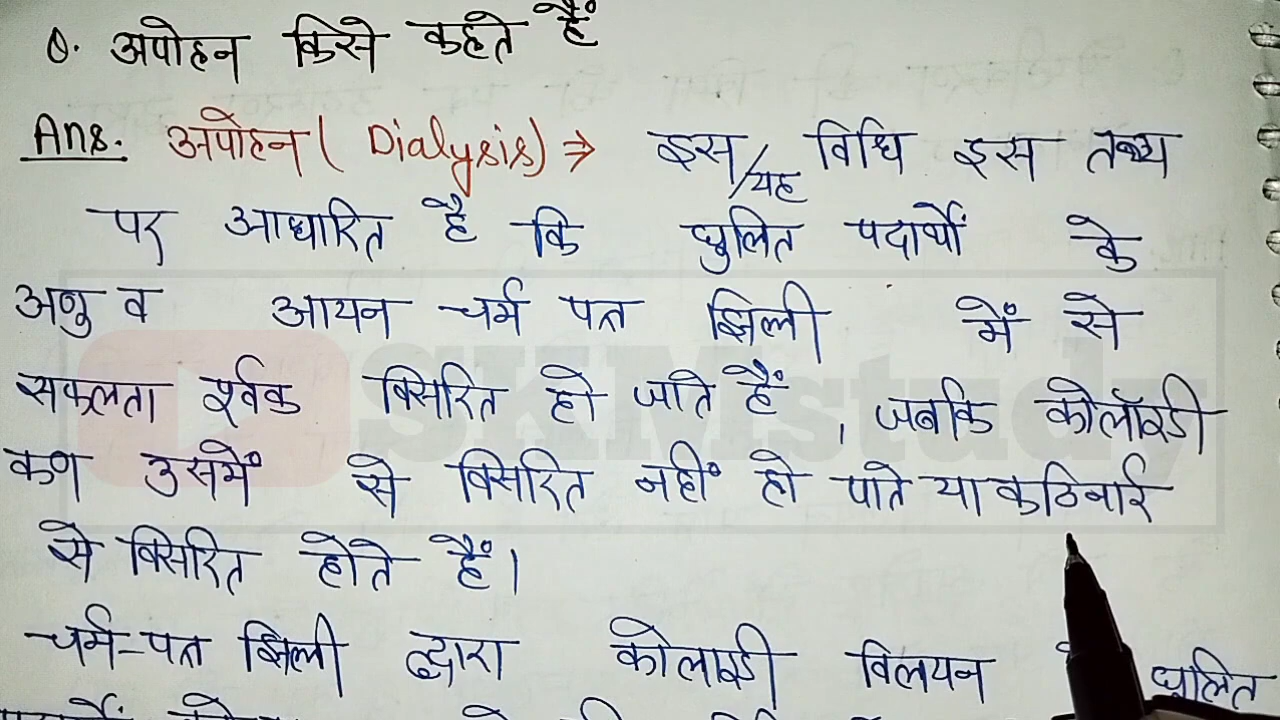 Q. अपोहन किसे कहते हैं
Ans. अपोहन ( Dialysis) ⇒ इस/यह विधि इस तथ्य
पर आधारित है कि घुलित पदार्थों के
अणु व आयन चर्म पत्र झिली में से
सफलता पूर्वक विसरित हो जाते हैं, जबकि कोलॉइडी
कण उसमें से विसरित नहीं हो पाते या कठिनाई
से विसरित होते हैं।
चर्म-पत्र झिली द्वारा कोलाइडी विलयन घुलित
SKMstudy